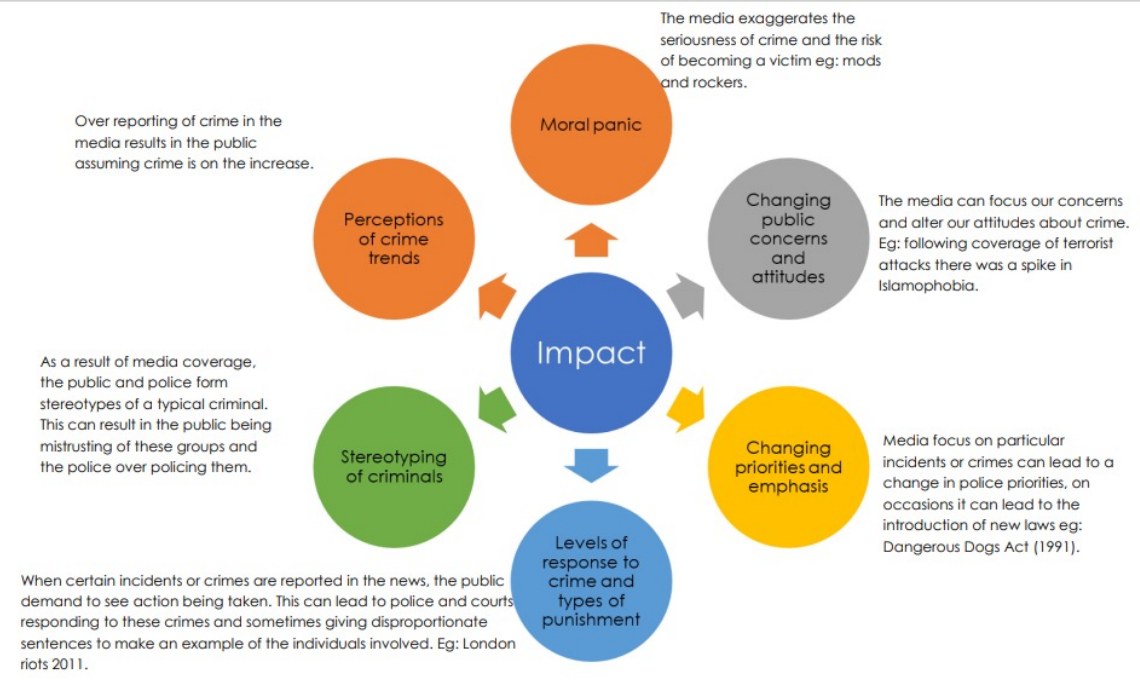 The media exaggerates the
seriousness of crime and the risk
of becoming a victim eg: mods
and rockers.
Moral panic
Over reporting of crime in the
media results in the public
assuming crime is on the increase.
Perceptions
of crime
trends
Changing
public
concerns
and
attitudes
The media can focus our concerns
and alter our attitudes about crime.
Eg: following coverage of terrorist
attacks there was a spike in
Islamophobia.
Impact
As a result of media coverage,
the public and police form
stereotypes of a typical criminal.
This can result in the public being
mistrusting of these groups and
the police over policing them.
Stereotyping
of criminals
Changing
priorities and
emphasis
Media focus on particular
incidents or crimes can lead to a
change in police priorities, on
occasions it can lead to the
introduction of new laws eg:
Dangerous Dogs Act (1991).
Levels of
response to
crime and
types of
punishment
When certain incidents or crimes are reported in the news, the public
demand to see action being taken. This can lead to police and courts
responding to these crimes and sometimes giving disproportionate
sentences to make an example of the individuals involved. Eg: London
riots 2011.